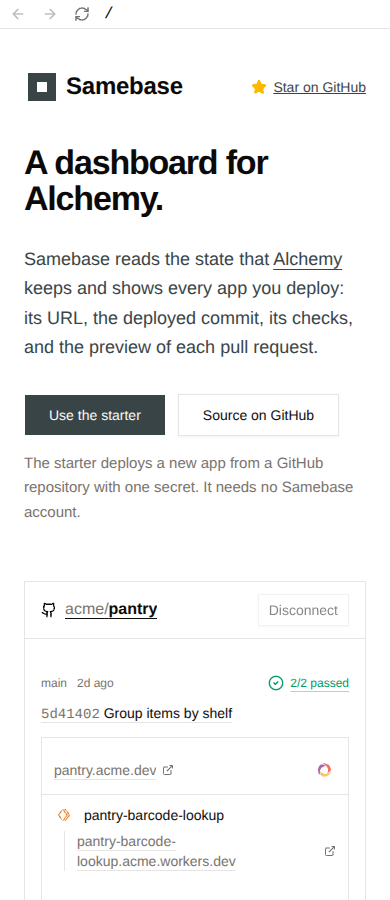 /
Samebase
Star on GitHub
A dashboard for
Alchemy.
Samebase reads the state that Alchemy
keeps and shows every app you deploy:
its URL, the deployed commit, its checks,
and the preview of each pull request.
Use the starter
Source on GitHub
The starter deploys a new app from a GitHub
repository with one secret. It needs no Samebase
account.
acme/pantry
Disconnect
main 2d ago
2/2 passed
5d41402 Group items by shelf
pantry.acme.dev
pantry-barcode-lookup
pantry-barcode-
lookup.acme.workers.dev